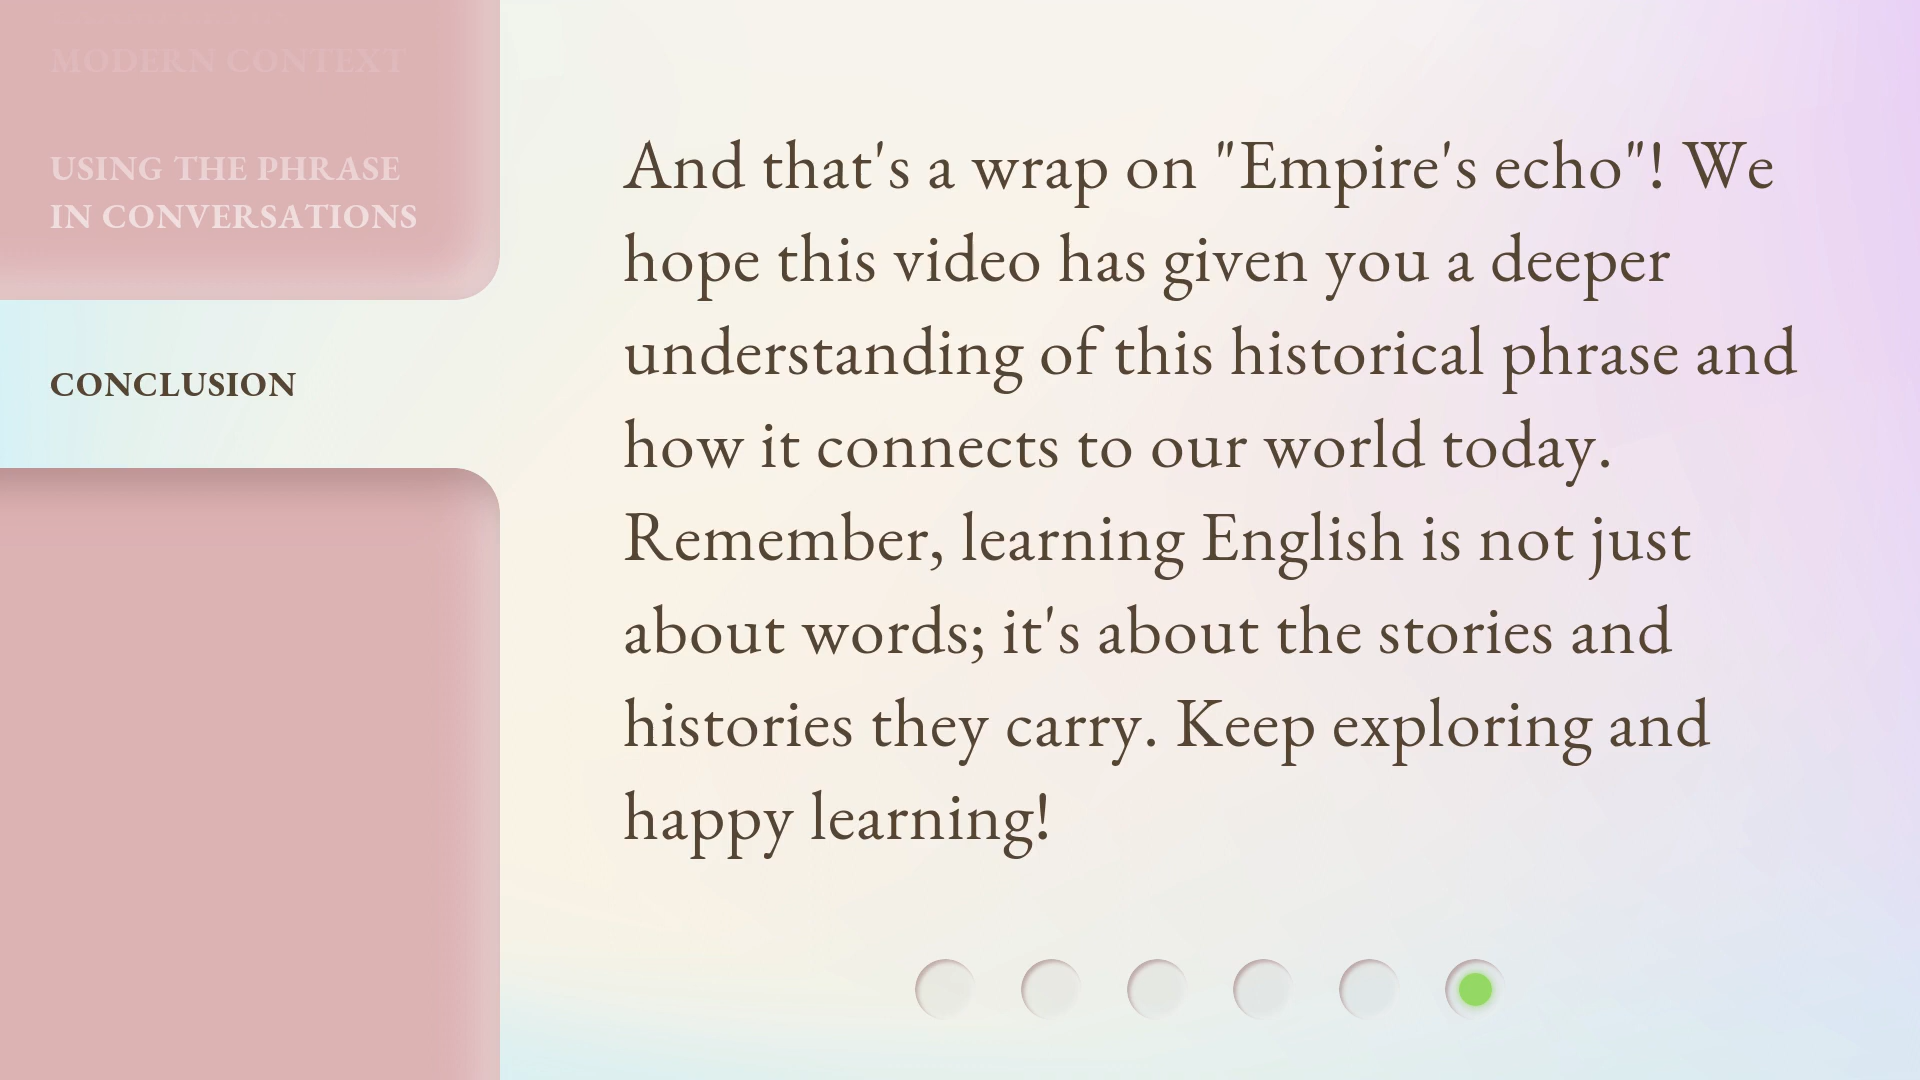 MODERN CONTEXT
USING THE PHRASE
IN CONVERSATIONS
CONCLUSION
And that's a wrap on "Empire's echo"! We
hope this video has given you a deeper
understanding of this historical phrase and
how it connects to our world today.
Remember, learning English is not just
about words; it's about the stories and
histories they carry. Keep exploring and
happy learning!